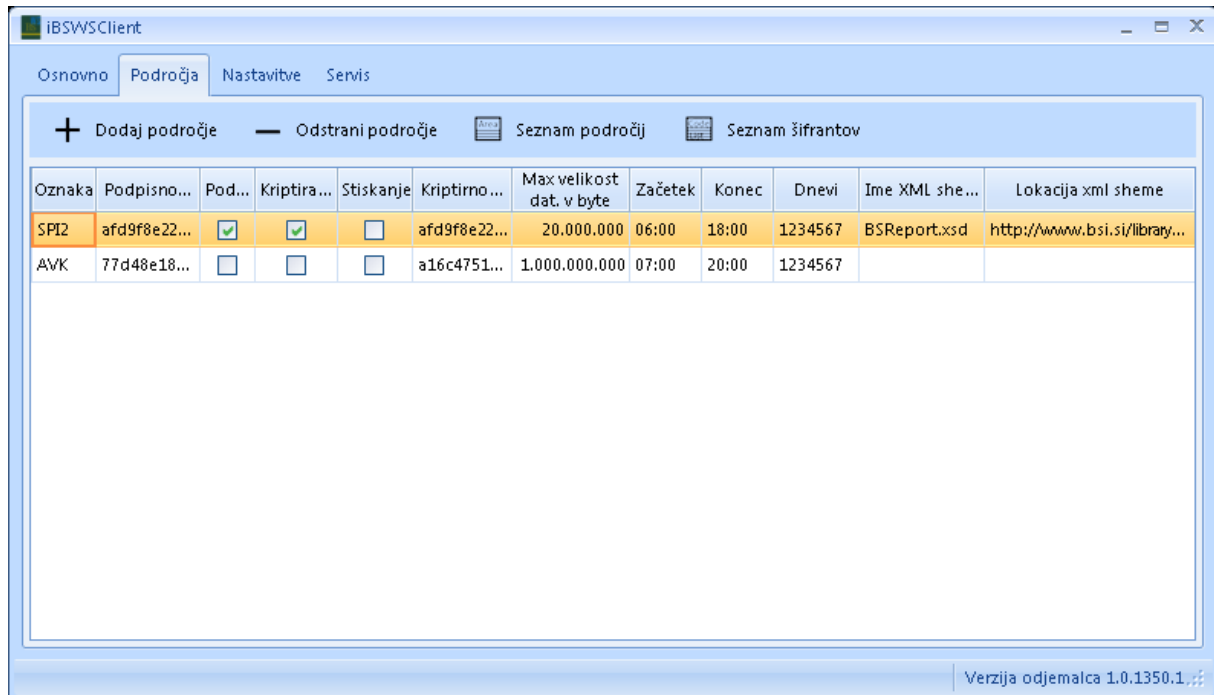 iBSWSClient
Osnovno Področja Nastavitve Servis
Dodaj področje Odstrani področje Seznam področij Seznam šifrantov
Oznaka Podpisno... Pod... Kriptira... Stiskanje Kriptirno... Max velikost dat. v byte Začetek Konec Dnevi Ime XML she... Lokacija xml sheme
SPI2 afd9f8e22... afd9f8e22... 20.000.000 06:00 18:00 1234567 BSReport.xsd http://www.bsi.si/library...
AVK 77d48e18... a16c4751... 1.000.000.000 07:00 20:00 1234567
Verzija odjemalca 1.0.1350.1